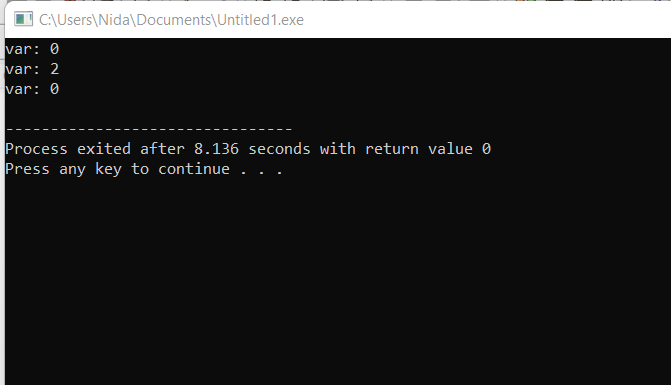 C:\Users\Nida\Documents\Untitled1.exe
var: 0
var: 2
var: 0
--------------------------------
Process exited after 8.136 seconds with return value 0
Press any key to continue . . .